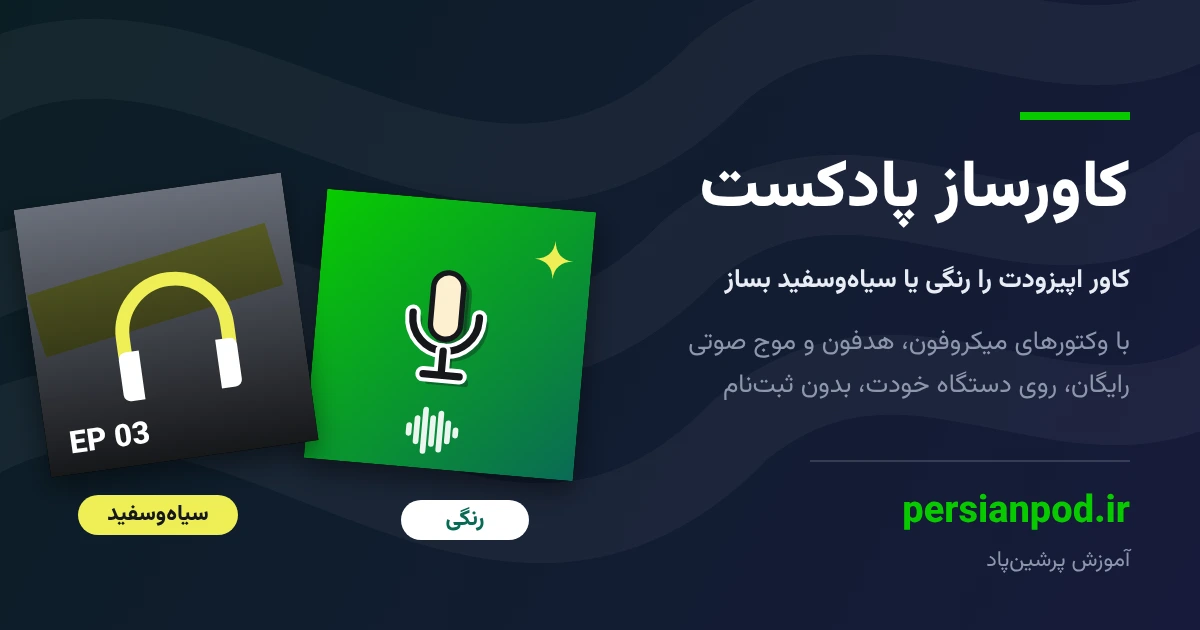 کاورساز پادکست
کاور اپیزودت را رنگی یا سیاه‌وسفید بساز
با وکتورهای میکروفون، هدفون و موج صوتی
رایگان، روی دستگاه خودت، بدون ثبت‌نام
persianpod.ir
آموزش پرشین‌پاد
رنگی
EP 03
سیاه‌وسفید